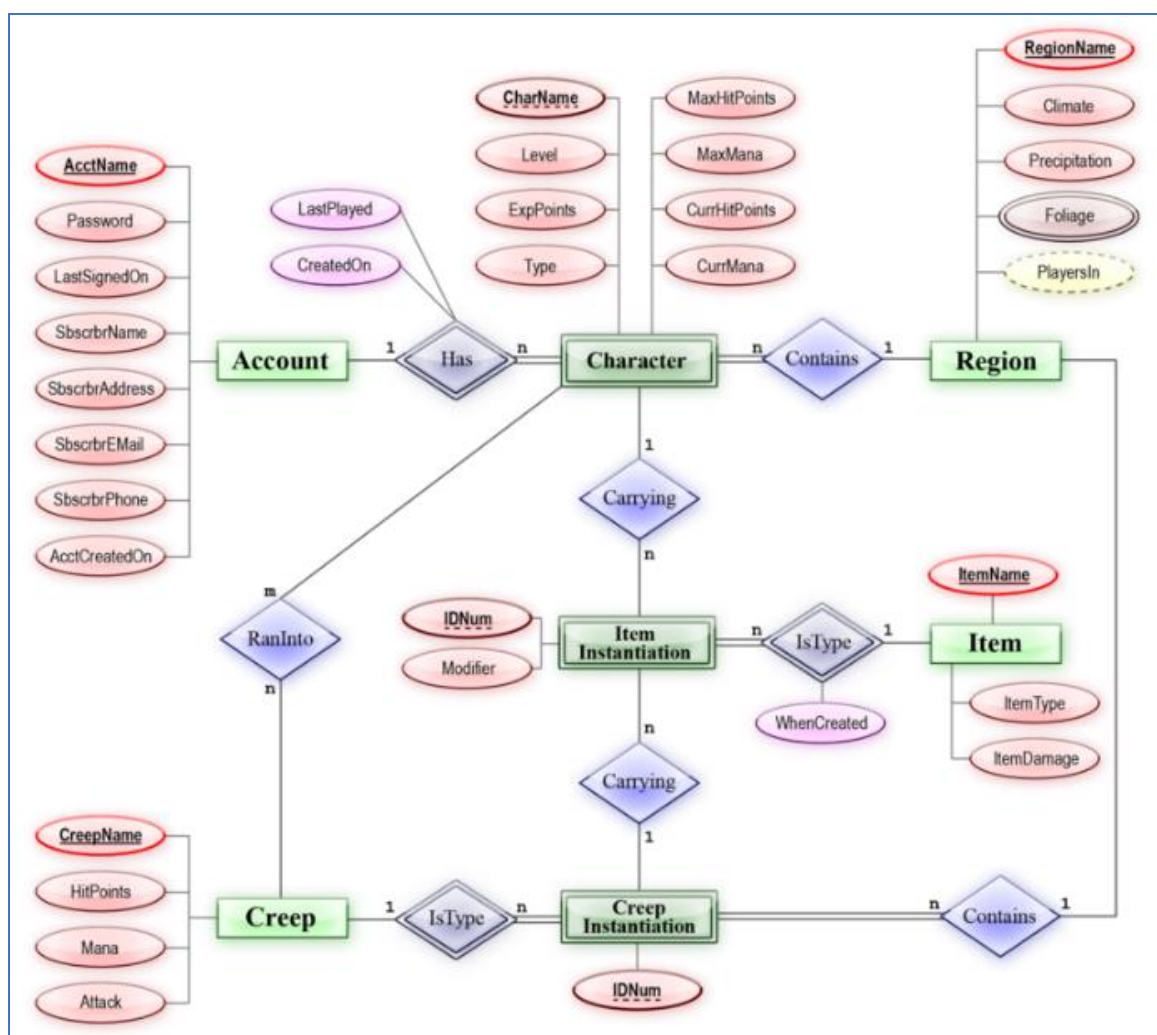 RegionName
CharName
MaxHitPoints
Climate
AcctName
Level
MaxMana
Precipitation
Password
LastPlayed
ExpPoints
CurrHitPoints
Foliage
LastSignedOn
CreatedOn
Type
CurrMana
PlayersIn
SbscrbrName
Account
1
Has
n
Character
n
Contains
1
Region
SbscrbrAddress
SbscrbrEMail
1
SbscrbrPhone
Carrying
AcctCreatedOn
n
ItemName
m
IDNum
RanInto
Item
Instantiation
n
IsType
1
Item
Modifier
n
WhenCreated
ItemType
n
ItemDamage
Carrying
CreepName
1
HitPoints
Creep
1
IsType
n
Creep
Instantiation
n
Contains
1
Mana
Attack
IDNum